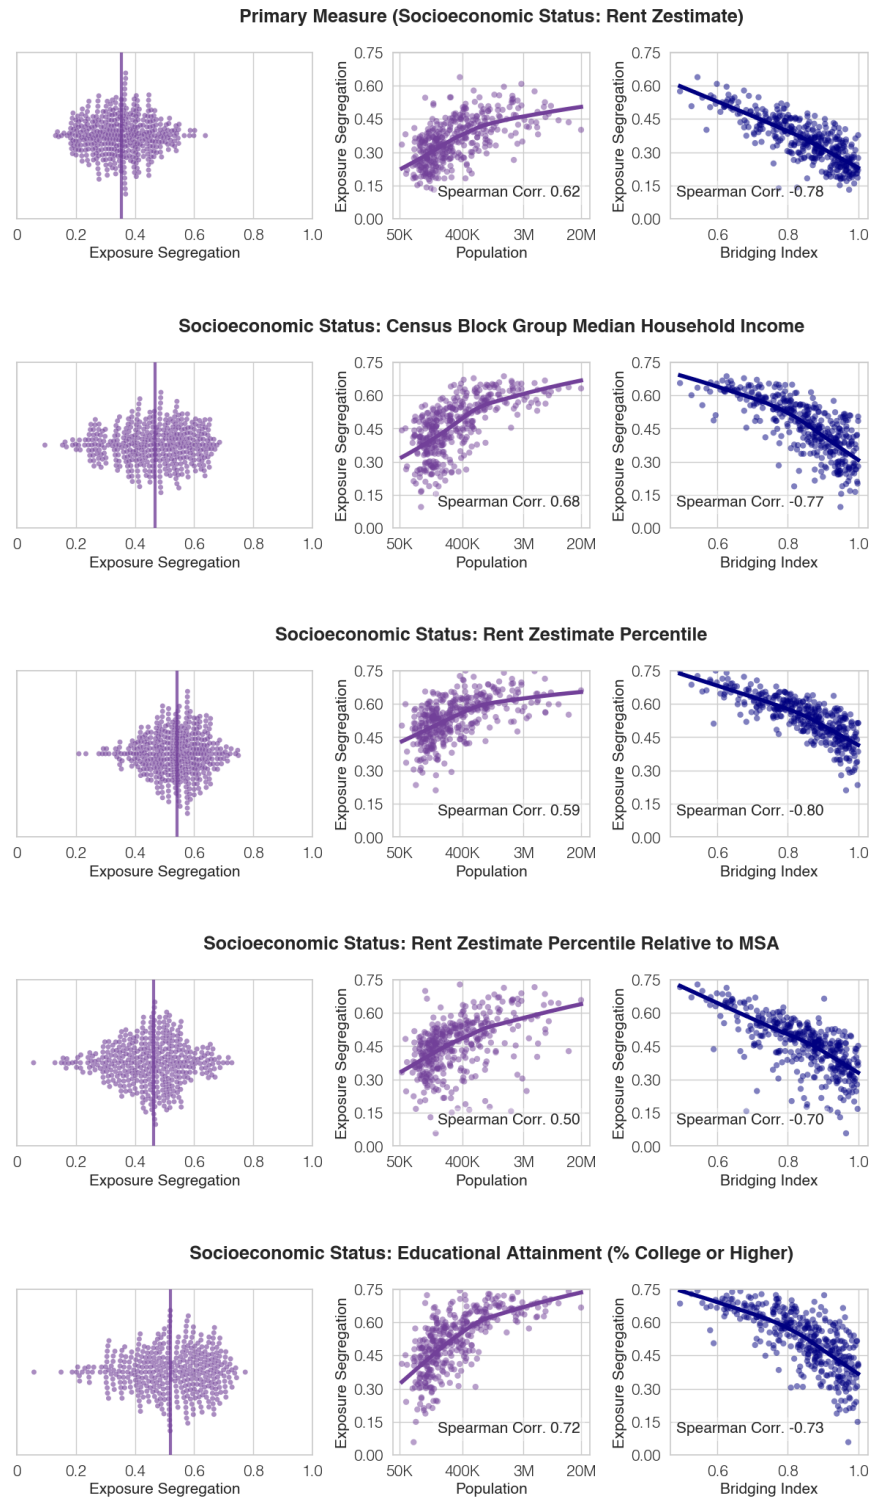 Primary Measure (Socioeconomic Status: Rent Zestimate)
0.75
0.60
0.45
0.30
0.15
0.00
Exposure Segregation
Spearman Corr. 0.62
0.75
0.60
0.45
0.30
0.15
0.00
Exposure Segregation
Spearman Corr. -0.78
0 0.2 0.4 0.6 0.8 1.0
50K 400K 3M 20M
0.6 0.8 1.0
Exposure Segregation
Population
Bridging Index
Socioeconomic Status: Census Block Group Median Household Income
0.75
0.60
0.45
0.30
0.15
0.00
Exposure Segregation
Spearman Corr. 0.68
0.75
0.60
0.45
0.30
0.15
0.00
Exposure Segregation
Spearman Corr. -0.77
0 0.2 0.4 0.6 0.8 1.0
50K 400K 3M 20M
0.6 0.8 1.0
Exposure Segregation
Population
Bridging Index
Socioeconomic Status: Rent Zestimate Percentile
0.75
0.60
0.45
0.30
0.15
0.00
Exposure Segregation
Spearman Corr. 0.59
0.75
0.60
0.45
0.30
0.15
0.00
Exposure Segregation
Spearman Corr. -0.80
0 0.2 0.4 0.6 0.8 1.0
50K 400K 3M 20M
0.6 0.8 1.0
Exposure Segregation
Population
Bridging Index
Socioeconomic Status: Rent Zestimate Percentile Relative to MSA
0.75
0.60
0.45
0.30
0.15
0.00
Exposure Segregation
Spearman Corr. 0.50
0.75
0.60
0.45
0.30
0.15
0.00
Exposure Segregation
Spearman Corr. -0.70
0 0.2 0.4 0.6 0.8 1.0
50K 400K 3M 20M
0.6 0.8 1.0
Exposure Segregation
Population
Bridging Index
Socioeconomic Status: Educational Attainment (% College or Higher)
0.75
0.60
0.45
0.30
0.15
0.00
Exposure Segregation
Spearman Corr. 0.72
0.75
0.60
0.45
0.30
0.15
0.00
Exposure Segregation
Spearman Corr. -0.73
0 0.2 0.4 0.6 0.8 1.0
50K 400K 3M 20M
0.6 0.8 1.0
Exposure Segregation
Population
Bridging Index